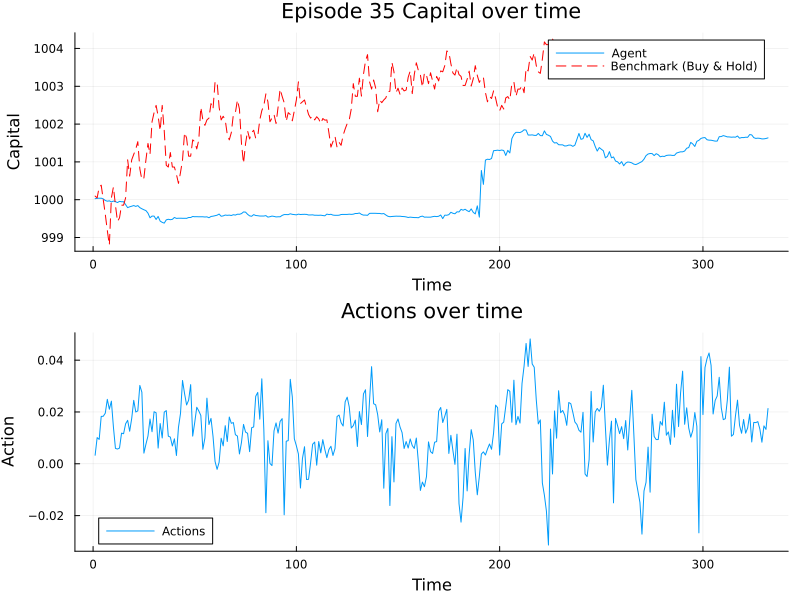 Episode 35 Capital over time
Capital
1004
1003
1002
1001
1000
999
Agent
Benchmark (Buy & Hold)
0
100
200
300
Time
Actions over time
Action
0.04
0.02
0.00
−0.02
Actions
0
100
200
300
Time